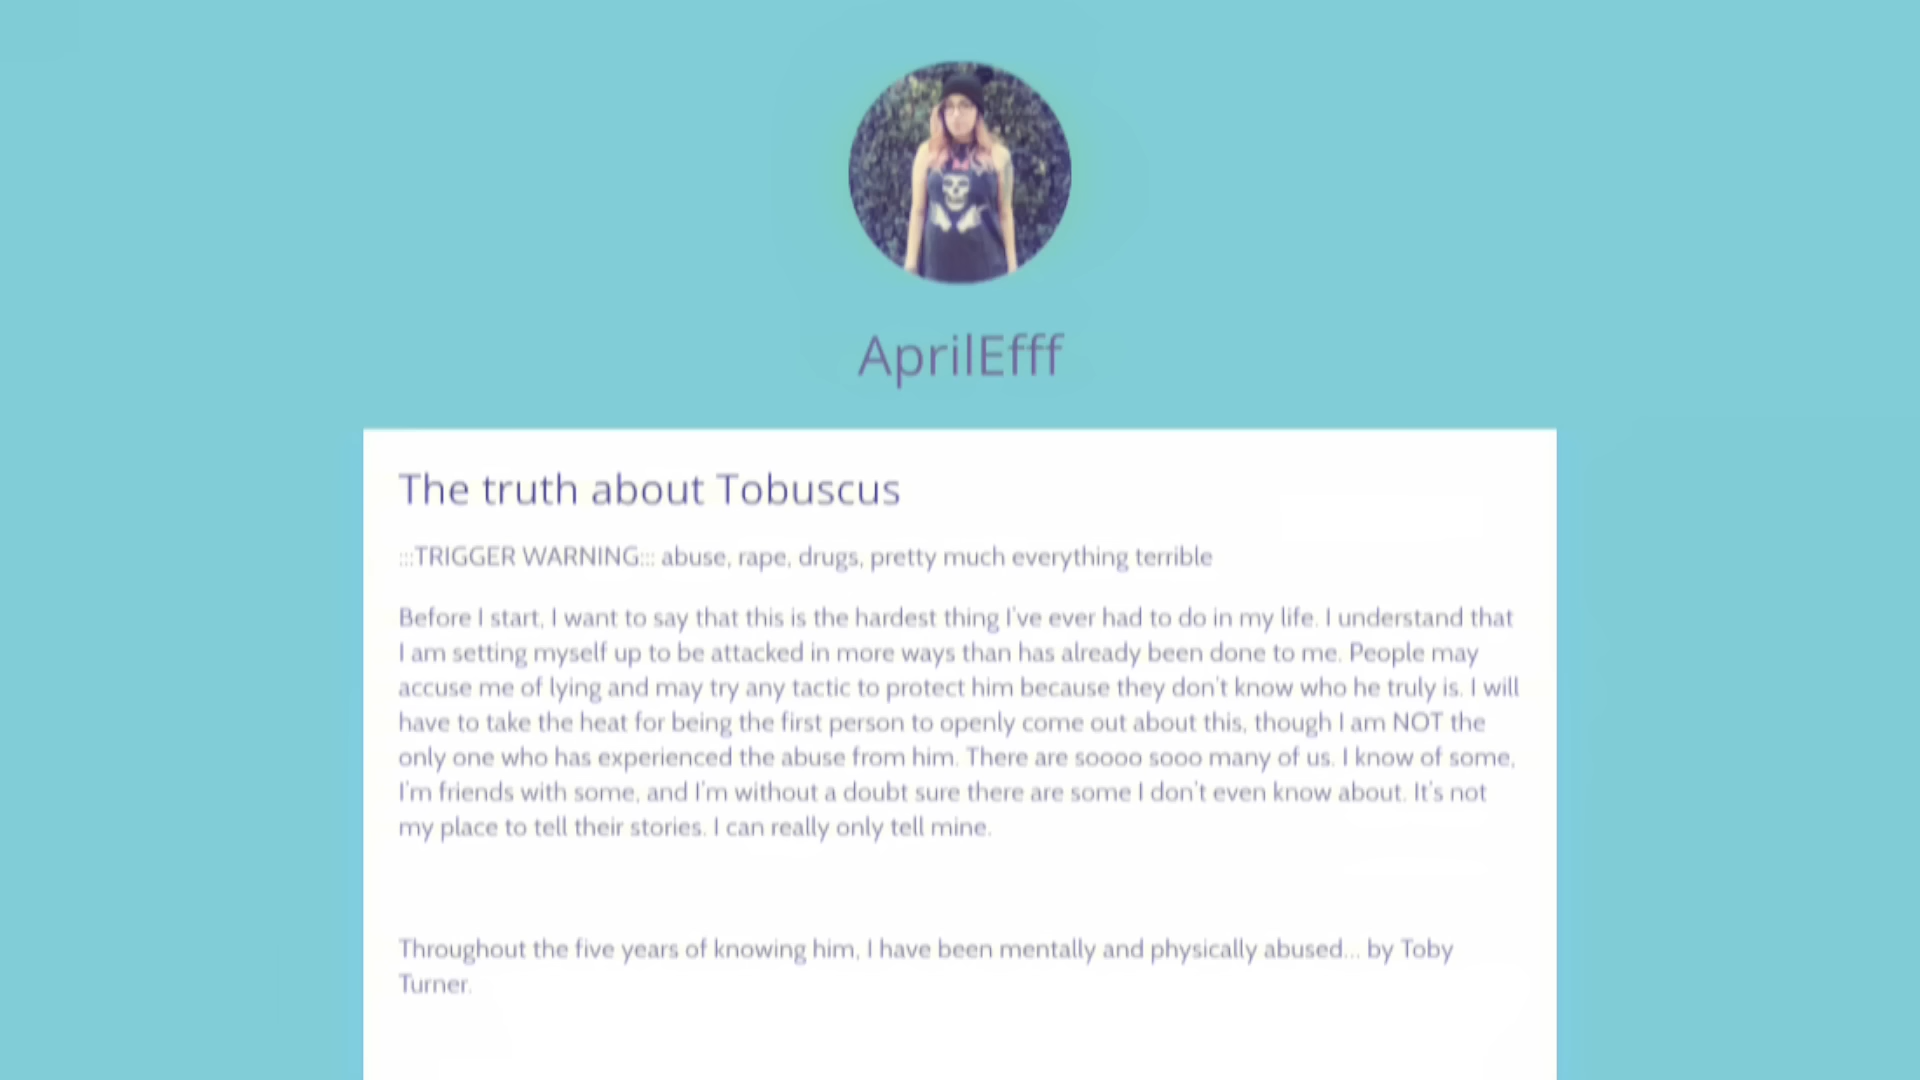 AprilEfff
The truth about Tobuscus
:::TRIGGER WARNING::: abuse, rape, drugs, pretty much everything terrible
Before I start, I want to say that this is the hardest thing I've ever had to do in my life. I understand that
I am setting myself up to be attacked in more ways than has already been done to me. People may
accuse me of lying and may try any tactic to protect him because they don't know who he truly is. I will
have to take the heat for being the first person to openly come out about this, though I am NOT the
only one who has experienced the abuse from him. There are soooo sooo many of us. I know of some,
I'm friends with some, and I'm without a doubt sure there are some I don't even know about. It's not
my place to tell their stories. I can really only tell mine.
Throughout the five years of knowing him, I have been mentally and physically abused... by Toby
Turner.